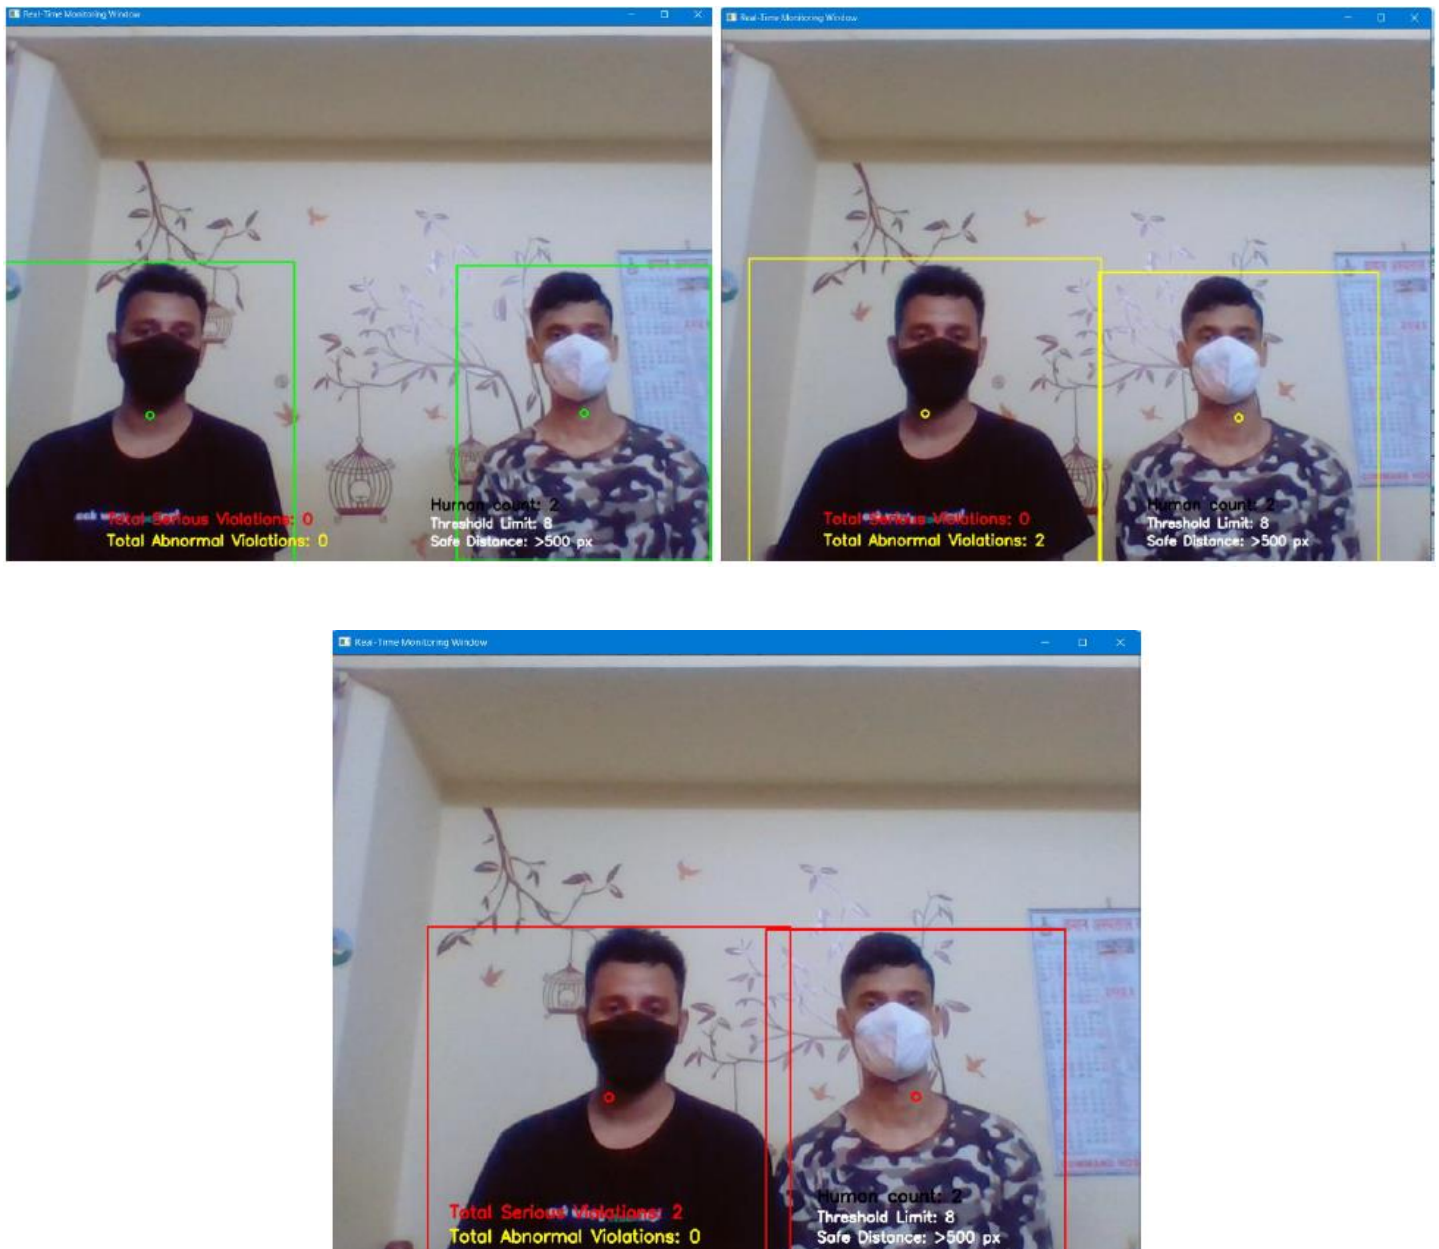 Real-Time Monitoring Window
Total Serious Violations: 0
Total Abnormal Violations: 0
Human count: 2
Threshold Limit: 8
Safe Distance: >500 px
Real-Time Monitoring Window
Total Serious Violations: 0
Total Abnormal Violations: 2
Human count: 2
Threshold Limit: 8
Safe Distance: >500 px
Real-Time Monitoring Window
Total Serious Violations: 2
Total Abnormal Violations: 0
Human count: 2
Threshold Limit: 8
Safe Distance: >500 px